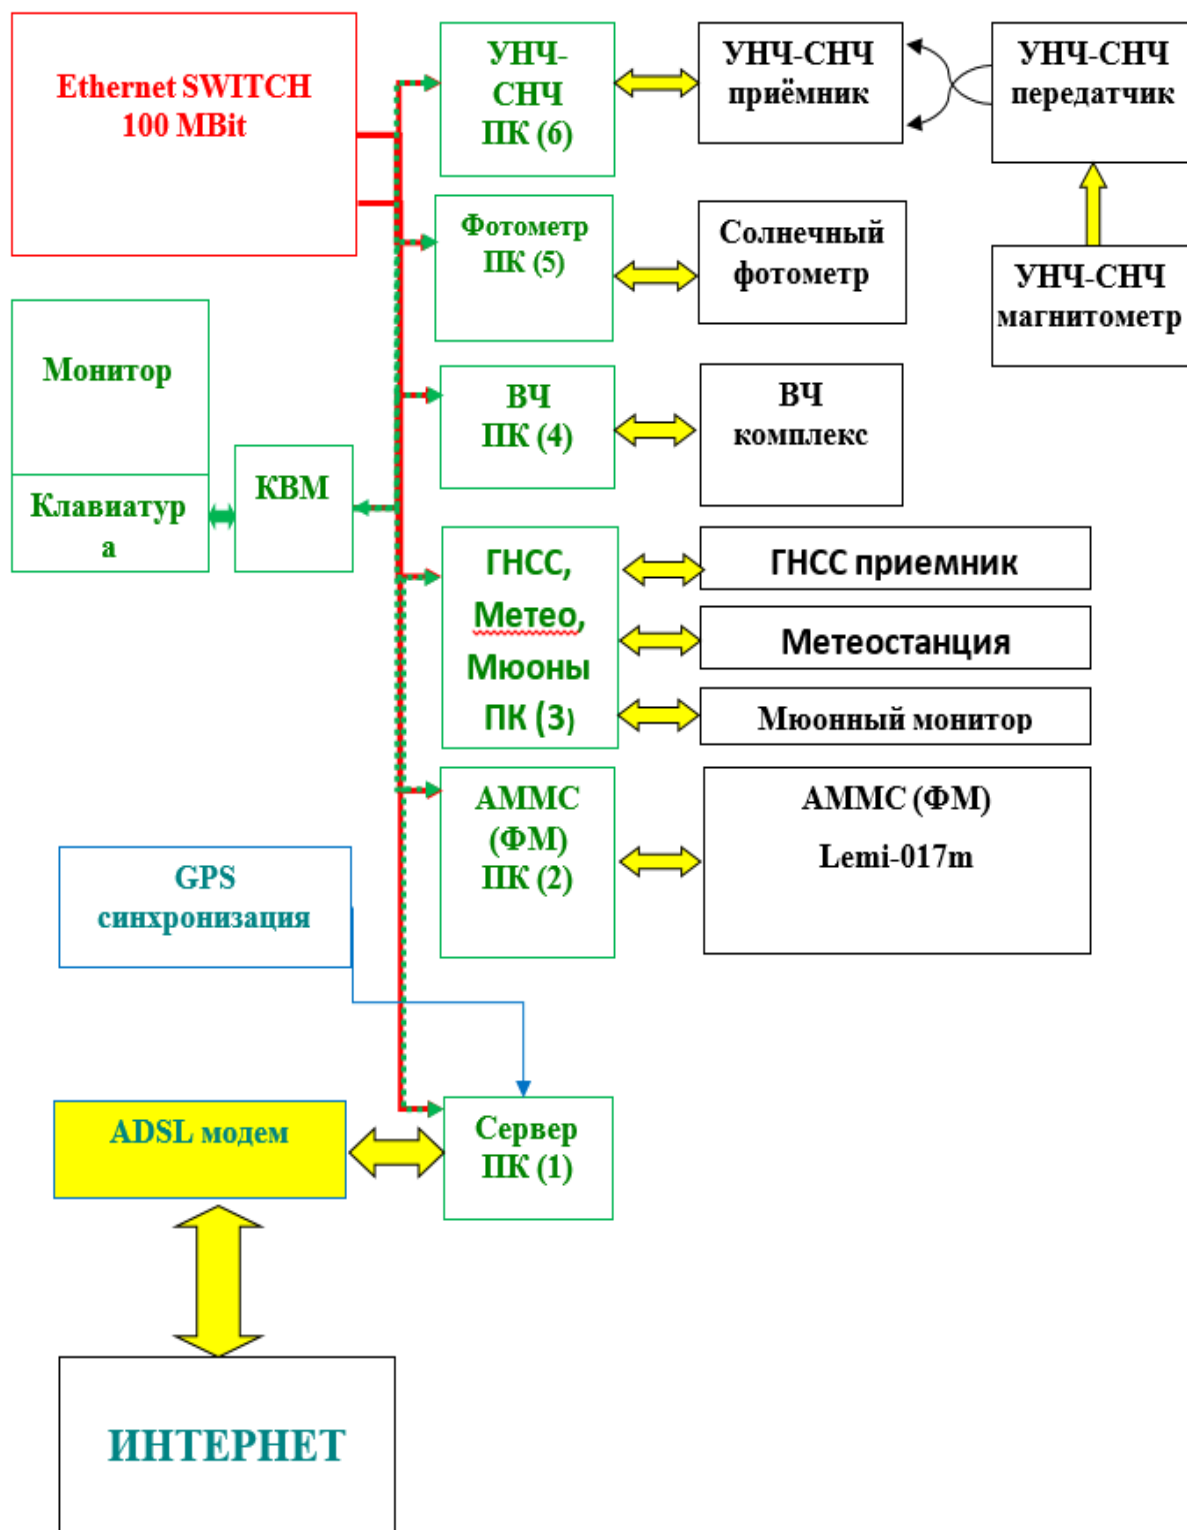 Ethernet SWITCH
100 MBit
УНЧ-
СНЧ
ПК (6)
УНЧ-СНЧ
приёмник
УНЧ-СНЧ
передатчик
Фотометр
ПК (5)
Солнечный
фотометр
УНЧ-СНЧ
магнитометр
Монитор
Клавиатур
а
КВМ
ВЧ
ПК (4)
ВЧ
комплекс
ГНСС,
Метео,
Мюоны
ПК (3)
ГНСС приемник
Метеостанция
Мюонный монитор
АММС
(ФМ)
ПК (2)
АММС (ФМ)
Lemi-017m
GPS
синхронизация
ADSL модем
Сервер
ПК (1)
ИНТЕРНЕТ